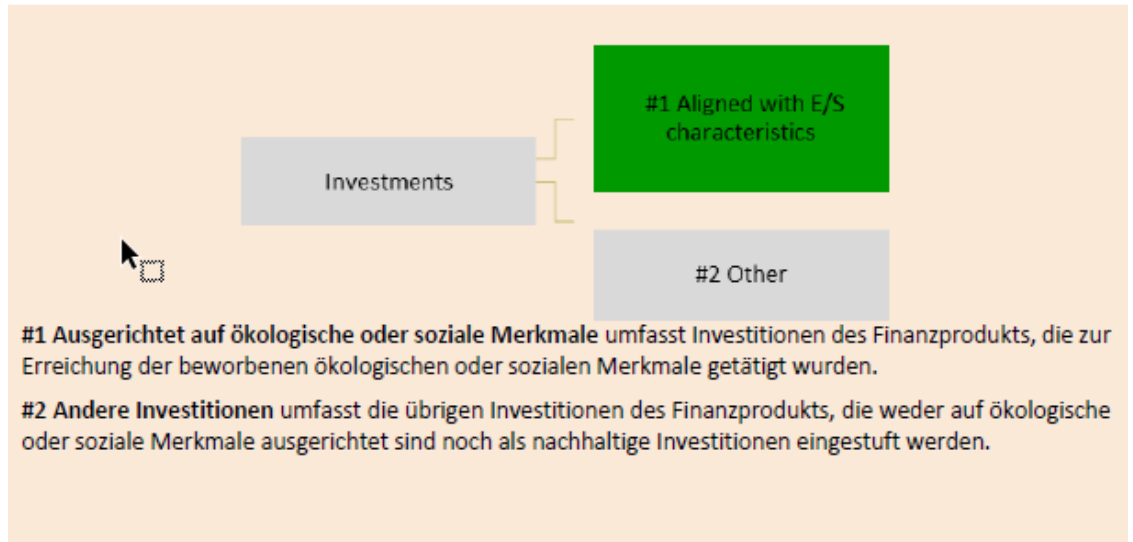 #1 Aligned with E/S
characteristics
Investments
#2 Other
#1 Ausgerichtet auf ökologische oder soziale Merkmale umfasst Investitionen des Finanzprodukts, die zur
Erreichung der beworbenen ökologischen oder sozialen Merkmale getätigt wurden.
#2 Andere Investitionen umfasst die übrigen Investitionen des Finanzprodukts, die weder auf ökologische
oder soziale Merkmale ausgerichtet sind noch als nachhaltige Investitionen eingestuft werden.